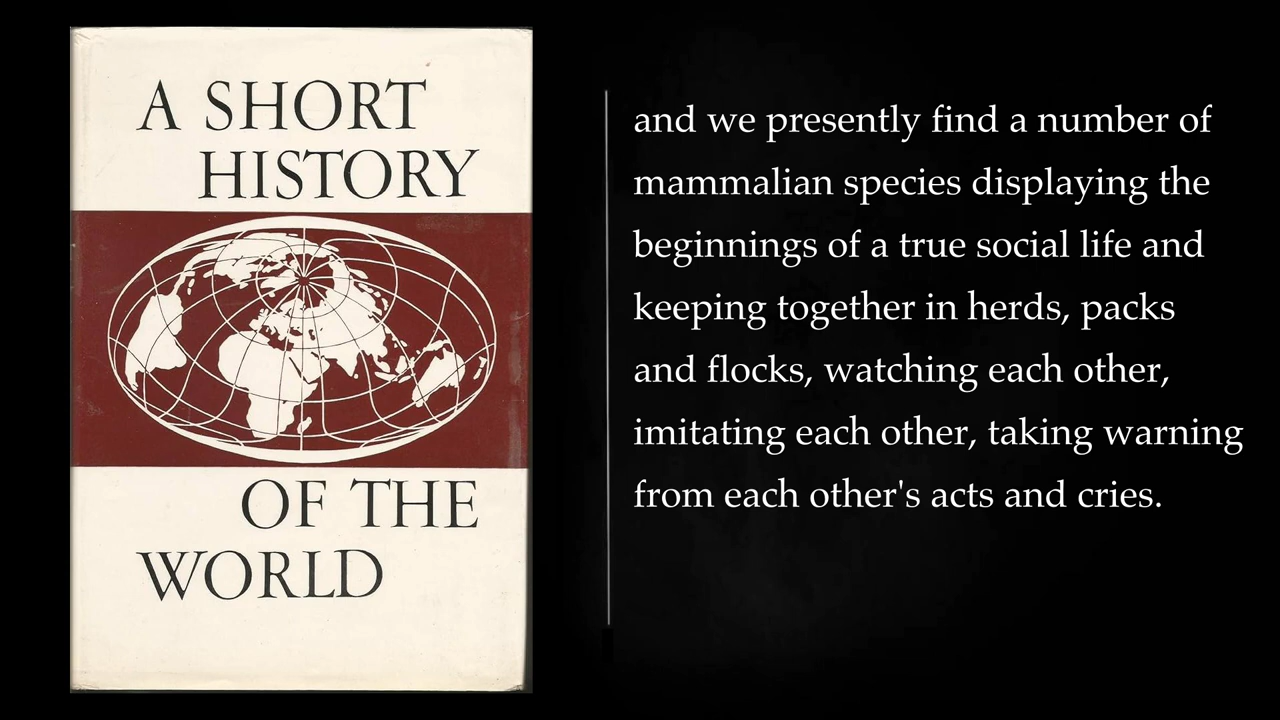 A SHORT
HISTORY
OF THE
WORLD
and we presently find a number of
mammalian species displaying the
beginnings of a true social life and
keeping together in herds, packs
and flocks, watching each other,
imitating each other, taking warning
from each other's acts and cries.